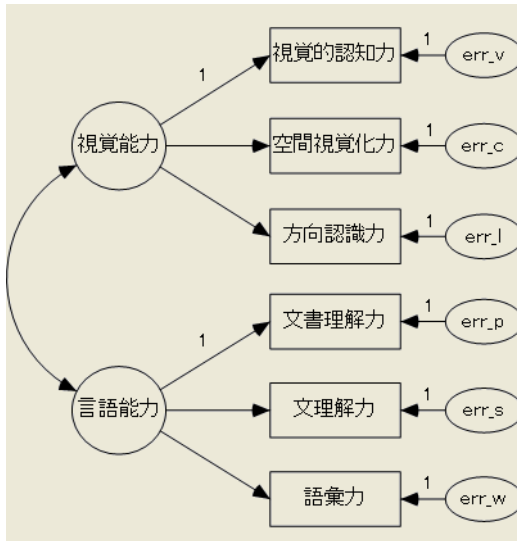 視覚的認知力
1
1
err_v
視覚能力
空間視覚化力
1
err_c
方向認識力
1
err_l
文書理解力
1
1
err_p
言語能力
文理解力
1
err_s
語彙力
1
err_w